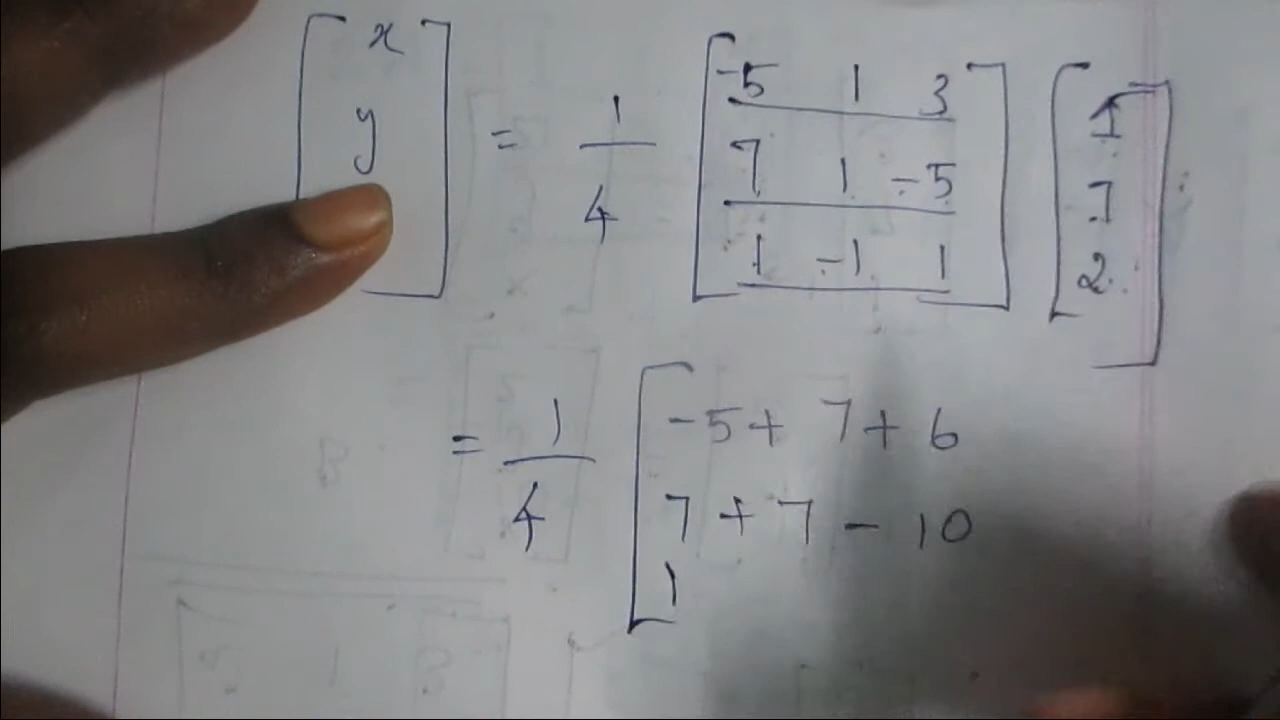 x
y
= 1/4
-5 1 3
7 1 -5
1 -1 1
7
2
= 1/4
-5 + 7 + 6
7 + 7 - 10
1